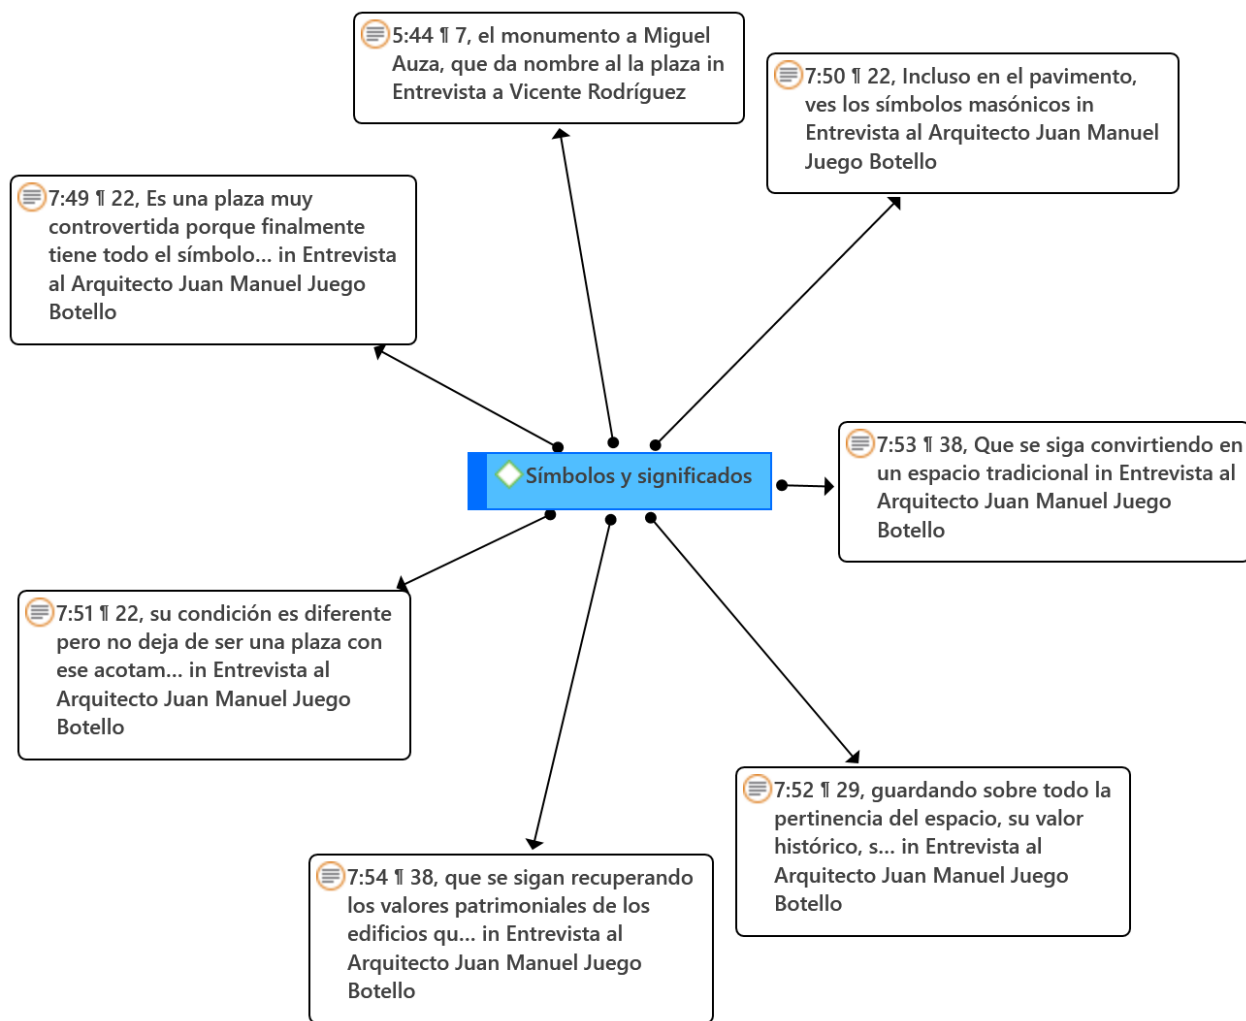 5:44 ¶ 7, el monumento a Miguel
Auza, que da nombre al la plaza in
Entrevista a Vicente Rodríguez
7:50 ¶ 22, Incluso en el pavimento,
ves los símbolos masónicos in
Entrevista al Arquitecto Juan Manuel
Juego Botello
7:49 ¶ 22, Es una plaza muy
controvertida porque finalmente
tiene todo el símbolo... in Entrevista
al Arquitecto Juan Manuel Juego
Botello
7:53 ¶ 38, Que se siga convirtiendo en
un espacio tradicional in Entrevista al
Arquitecto Juan Manuel Juego
Botello
Símbolos y significados
7:51 ¶ 22, su condición es diferente
pero no deja de ser una plaza con
ese acotam... in Entrevista al
Arquitecto Juan Manuel Juego
Botello
7:52 ¶ 29, guardando sobre todo la
pertinencia del espacio, su valor
histórico, s... in Entrevista al
Arquitecto Juan Manuel Juego
Botello
7:54 ¶ 38, que se sigan recuperando
los valores patrimoniales de los
edificios qu... in Entrevista al
Arquitecto Juan Manuel Juego
Botello